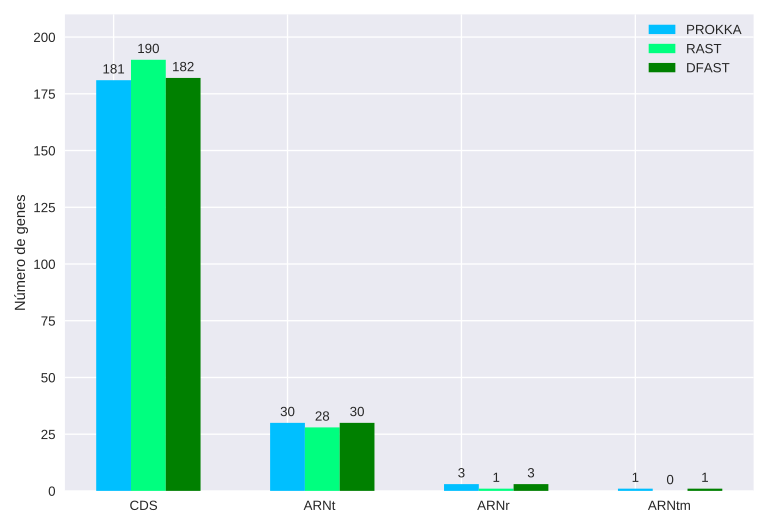 PROKKA
RAST
DFAST
Número de genes
200
175
150
125
100
75
50
25
0
181
190
182
30
28
30
3
1
3
1
0
1
CDS
ARNt
ARNr
ARNtm